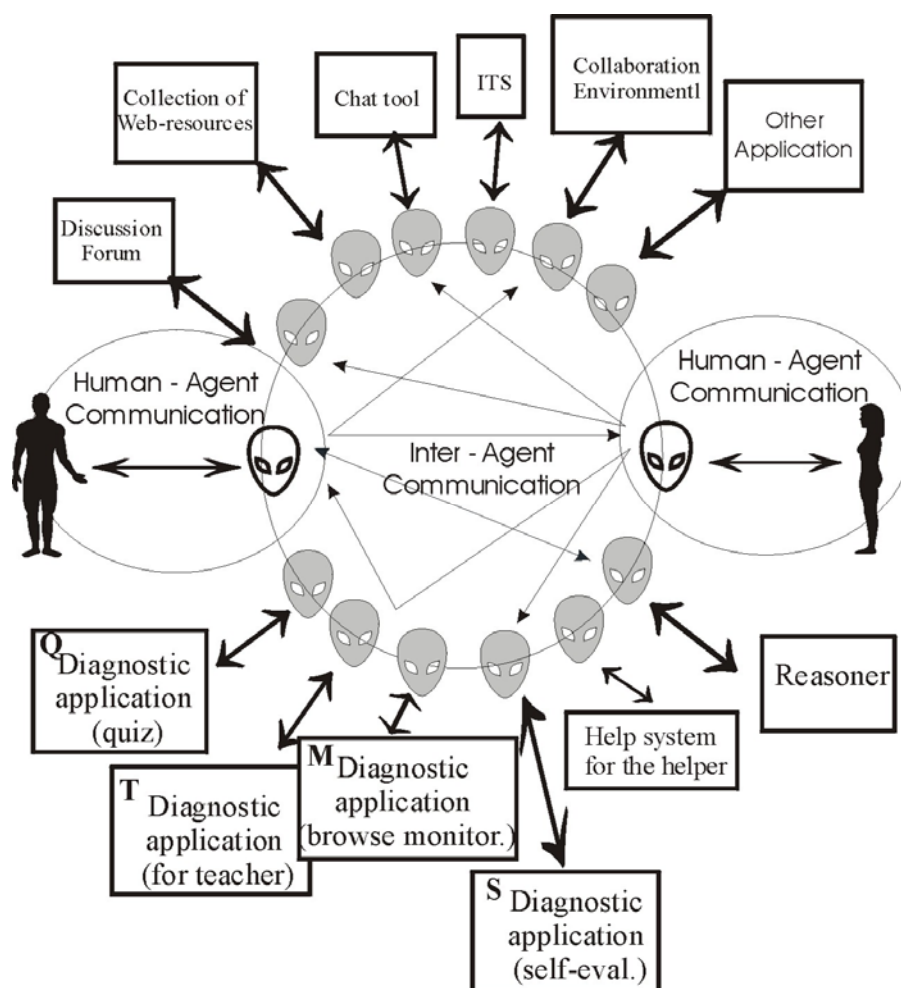 Collection of
Web-resources
Chat tool
ITS
Collaboration
Environmentl
Other
Application
Discussion
Forum
Human - Agent
Communication
Human - Agent
Communication
Inter - Agent
Communication
Q
Diagnostic
application
(quiz)
T
Diagnostic
application
(for teacher)
M
Diagnostic
application
(browse monitor.)
S
Diagnostic
application
(self-eval.)
Help system
for the helper
Reasoner